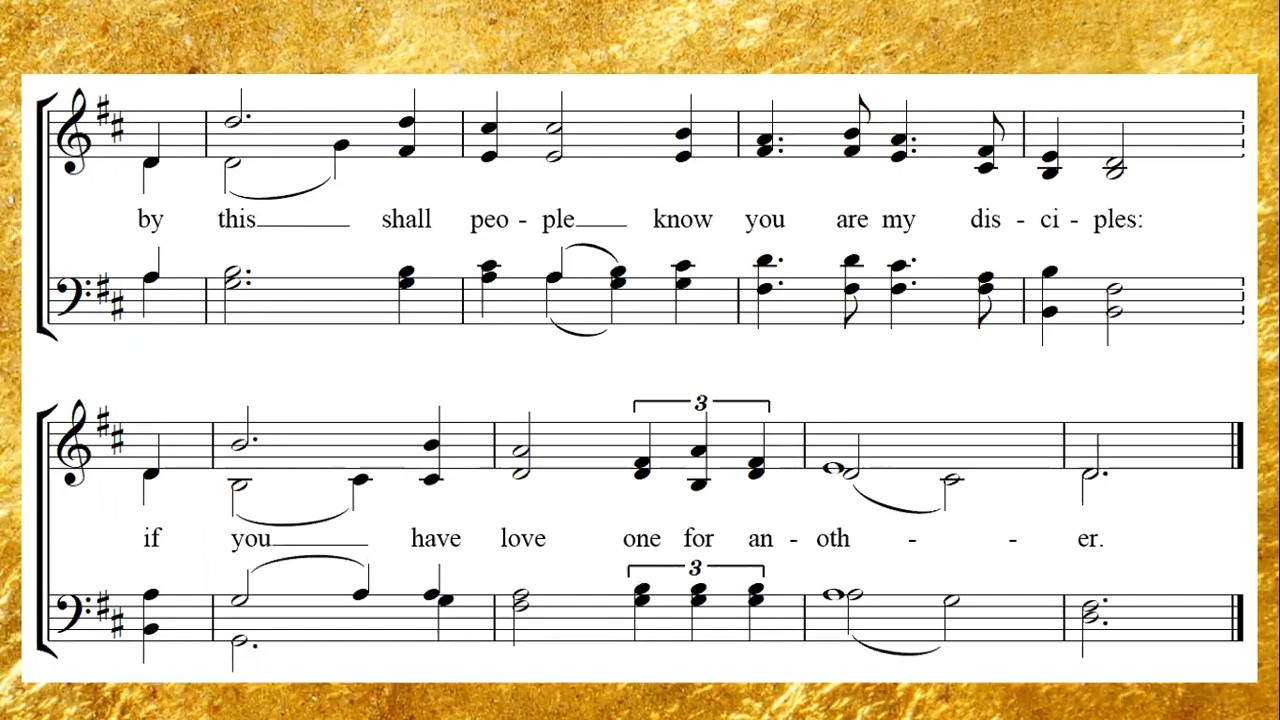 by this shall peo - ple know you are my dis - ci - ples:
3
if you have love one for an - oth - - er.
3